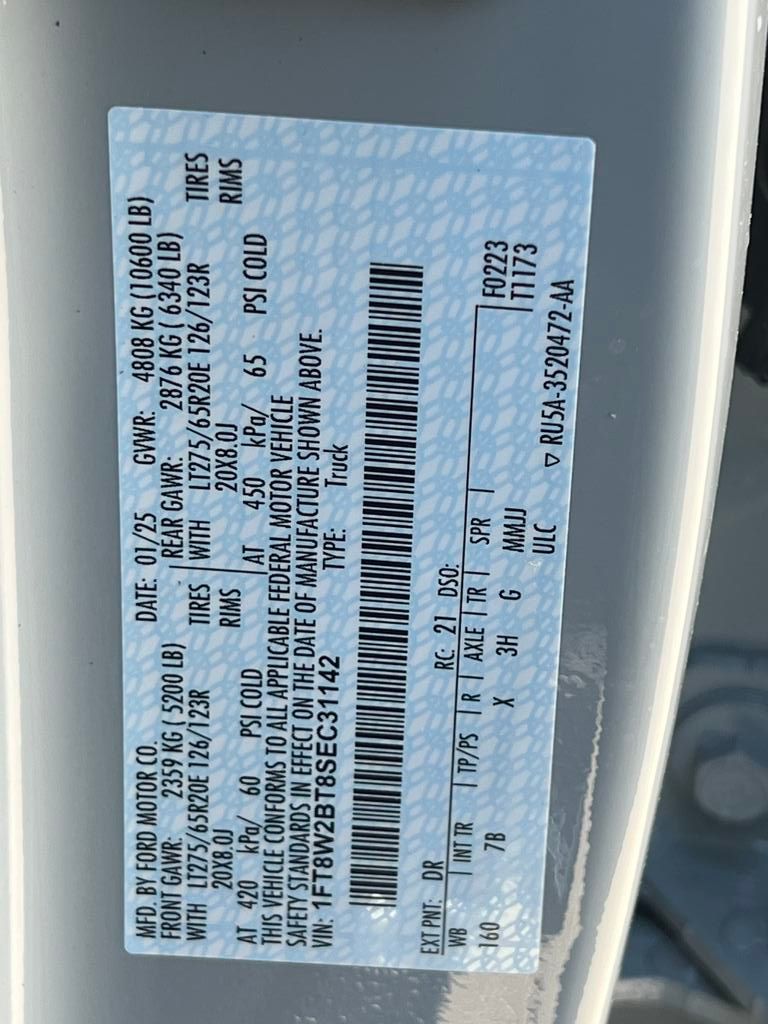 MFD. BY FORD MOTOR CO. DATE: 01/25 GVWR: 4808 KG (10600 LB)
FRONT GAWR: 2359 KG ( 5200 LB) REAR GAWR: 2876 KG ( 6340 LB)
WITH LT275/65R20E 126/123R TIRES WITH LT275/65R20E 126/123R TIRES
20X8.0J RIMS 20X8.0J RIMS
AT 420 kPa/ 60 PSI COLD AT 450 kPa/ 65 PSI COLD
THIS VEHICLE CONFORMS TO ALL APPLICABLE FEDERAL MOTOR VEHICLE
SAFETY STANDARDS IN EFFECT ON THE DATE OF MANUFACTURE SHOWN ABOVE.
VIN: 1FT8W2BT8SEC31142 TYPE: Truck
EXT PNT: DR RC: 21 DSO:
WB INT TR TP/PS R AXLE TR SPR F0223
160 7B X 3H G MMJJ T1173
ULC ▽ RU5A-3520472-AA